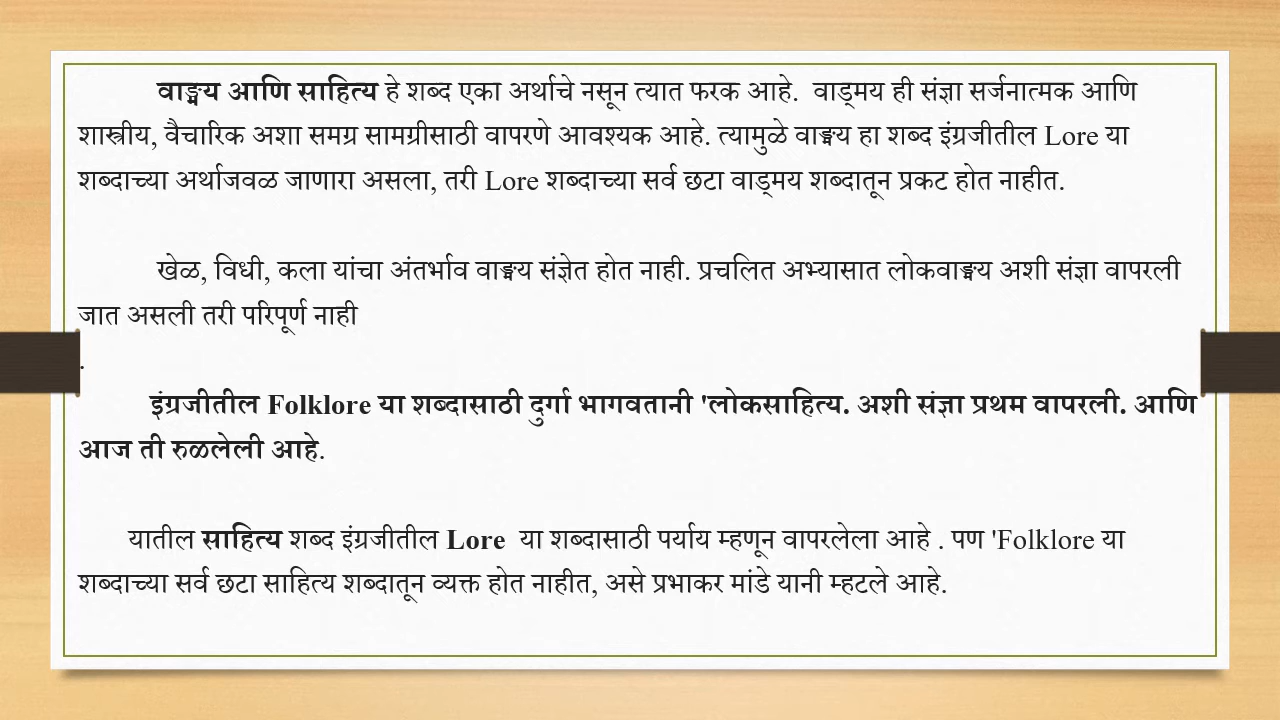 वाङ्मय आणि साहित्य हे शब्द एका अर्थाचे नसून त्यात फरक आहे.  वाड्मय ही संज्ञा सर्जनात्मक आणि
शास्त्रीय, वैचारिक अशा समग्र सामग्रीसाठी वापरणे आवश्यक आहे. त्यामुळे वाङ्मय हा शब्द इंग्रजीतील Lore या
शब्दाच्या अर्थाजवळ जाणारा असला, तरी Lore शब्दाच्या सर्व छटा वाड्मय शब्दातून प्रकट होत नाहीत.
खेळ, विधी, कला यांचा अंतर्भाव वाङ्मय संज्ञेत होत नाही. प्रचलित अभ्यासात लोकवाङ्मय अशी संज्ञा वापरली
जात असली तरी परिपूर्ण नाही
.
इंग्रजीतील Folklore या शब्दासाठी दुर्गा भागवतानी 'लोकसाहित्य. अशी संज्ञा प्रथम वापरली. आणि
आज ती रुळलेली आहे.
यातील साहित्य शब्द इंग्रजीतील Lore  या शब्दासाठी पर्याय म्हणून वापरलेला आहे . पण 'Folklore या
शब्दाच्या सर्व छटा साहित्य शब्दातून व्यक्त होत नाहीत, असे प्रभाकर मांडे यानी म्हटले आहे.